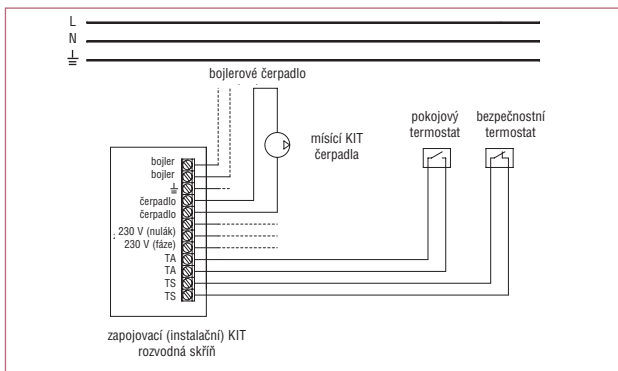 L
N
bojlerové čerpadlo
pokojový
termostat
bezpečnostní
termostat
mísící KIT
čerpadla
bojler
bojler
čerpadlo
čerpadlo
230 V (nulák)
230 V (fáze)
TA
TA
TS
TS
zapojovací (instalační) KIT
rozvodná skříň